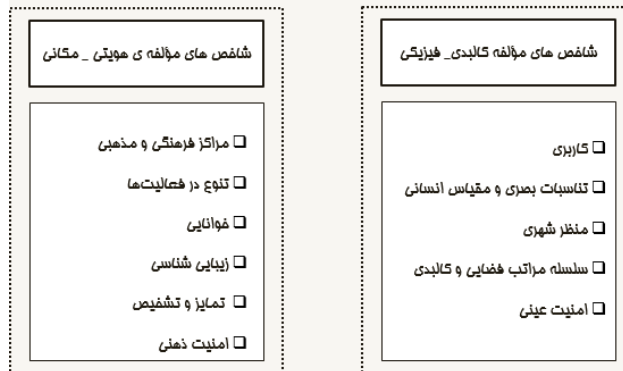 شاخص های مؤلفه کالبدی_ فیزیکی
❑ کاربری
❑ تناسبات بصری و مقیاس انسانی
❑ منظر شهری
❑ سلسله مراتب فضایی و کالبدی
❑ امنیت عینی
شاخص های مؤلفه ی هویتی _ مکانی
❑ مراکز فرهنگی و مذهبی
❑ تنوع در فعالیت‌ها
❑ خوانایی
❑ زیبایی شناسی
❑ تمایز و تشخیص
❑ امنیت ذهنی